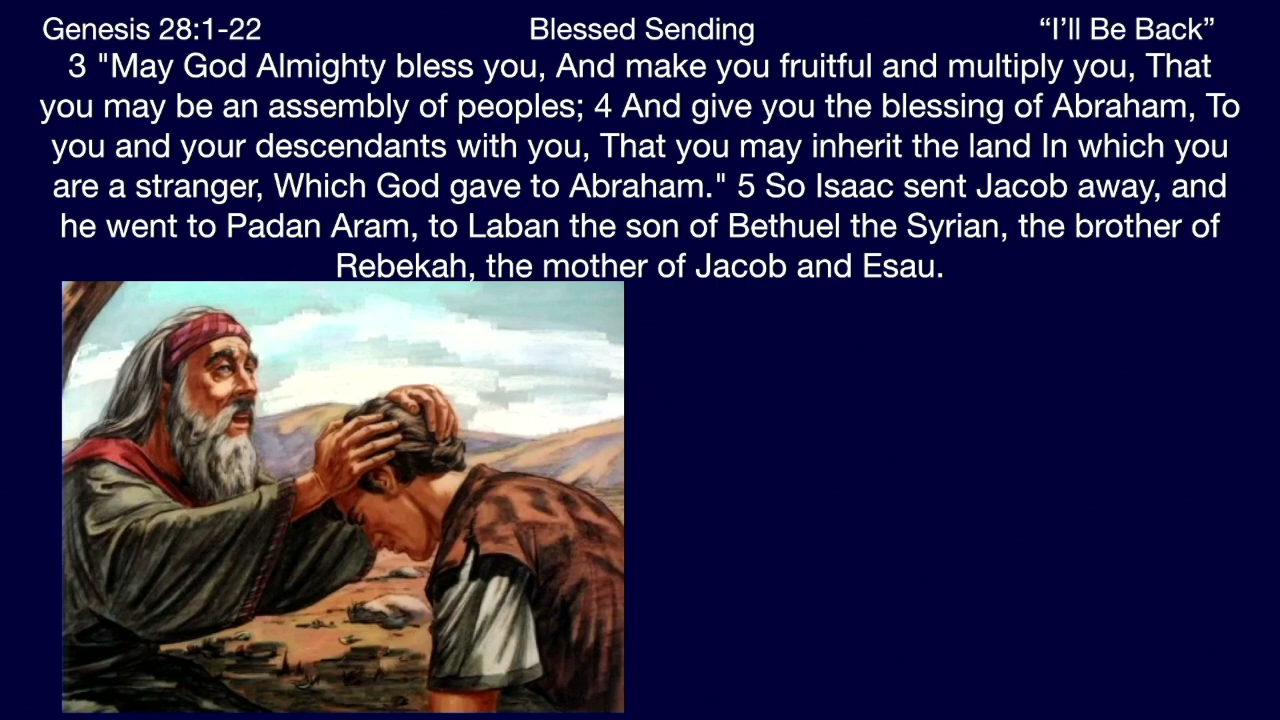 Genesis 28:1-22 Blessed Sending “I’ll Be Back”
3 "May God Almighty bless you, And make you fruitful and multiply you, That
you may be an assembly of peoples; 4 And give you the blessing of Abraham, To
you and your descendants with you, That you may inherit the land In which you
are a stranger, Which God gave to Abraham." 5 So Isaac sent Jacob away, and
he went to Padan Aram, to Laban the son of Bethuel the Syrian, the brother of
Rebekah, the mother of Jacob and Esau.